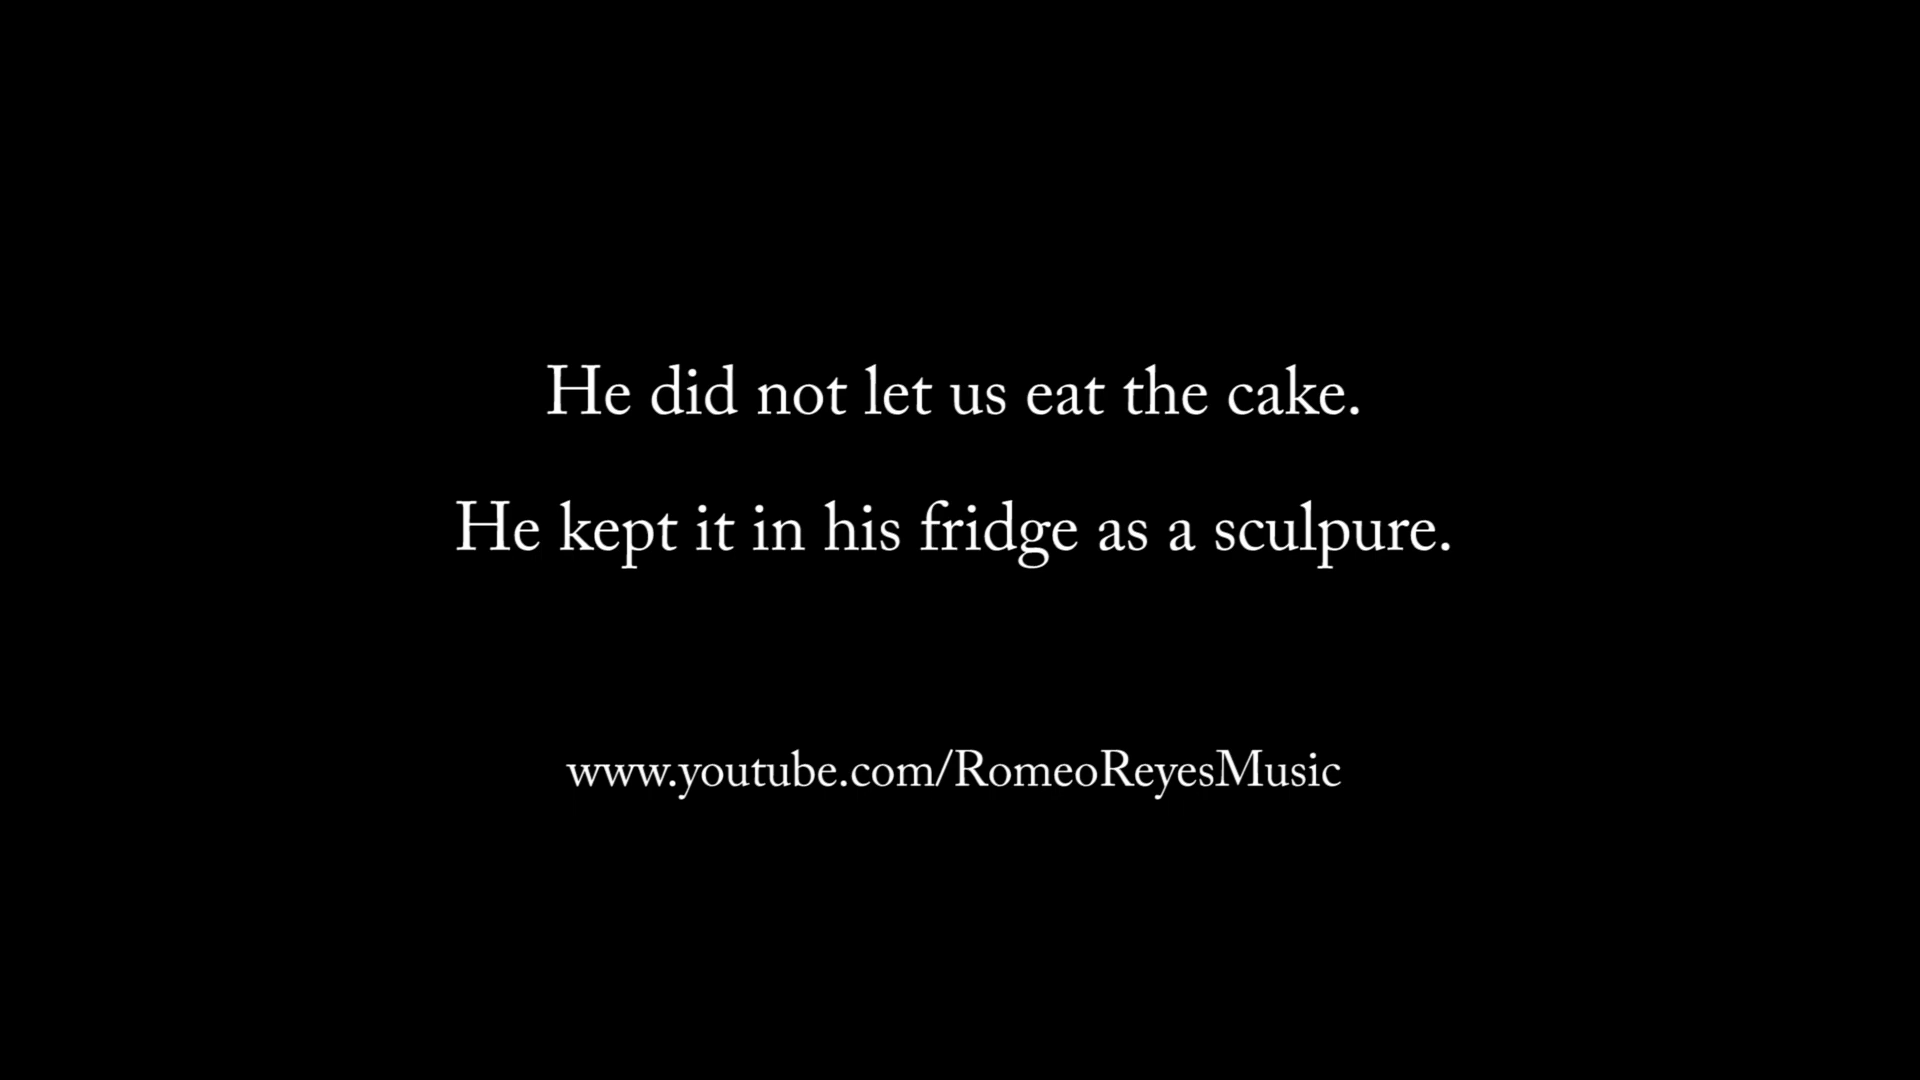 He did not let us eat the cake.
He kept it in his fridge as a sculpure.
www.youtube.com/RomeoReyesMusic